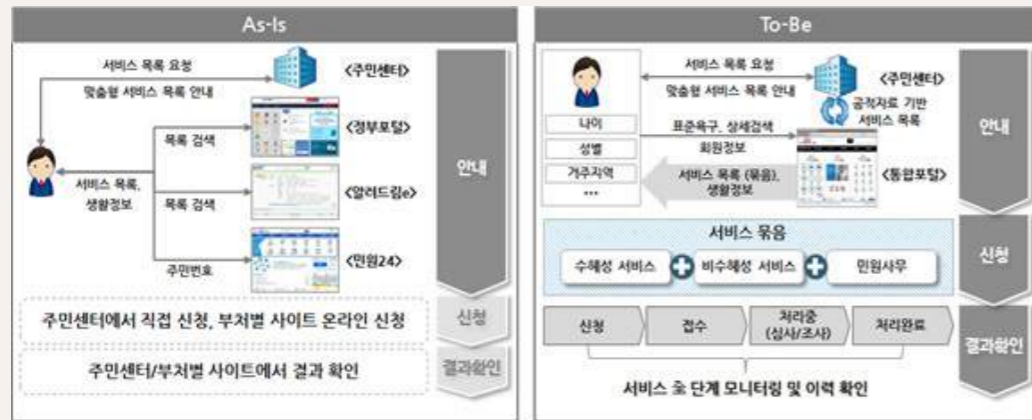 As-Is
서비스 목록 요청
<주민센터>
맞춤형 서비스 목록 안내
<정부포털>
목록 검색
서비스 목록,
생활정보
목록 검색
<알려드림e>
주민번호
<민원24>
안내
주민센터에서 직접 신청, 부처별 사이트 온라인 신청
신청
주민센터/부처별 사이트에서 결과 확인
결과확인
To-Be
서비스 목록 요청
<주민센터>
맞춤형 서비스 목록 안내
공적자료 기반
서비스 목록
나이
성별
거주지역
...
표준욕구, 상세검색
회원정보
서비스 목록 (묶음),
생활정보
<통합포털>
안내
서비스 묶음
수혜성 서비스
비수혜성 서비스
민원사무
신청
신청
접수
처리중
(심사/조사)
처리완료
결과확인
서비스 全 단계 모니터링 및 이력 확인